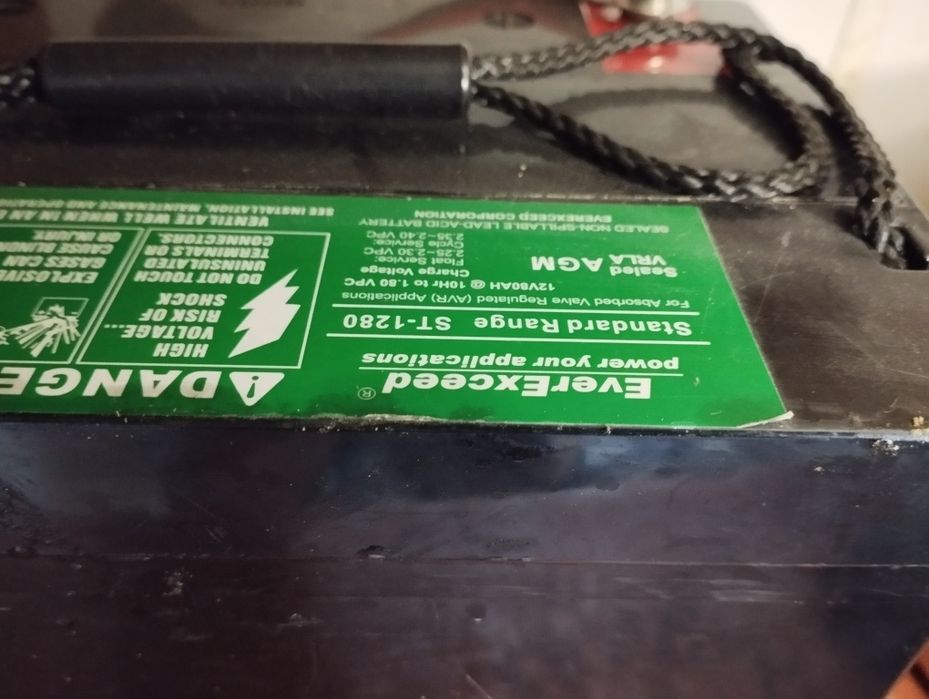 EverExceed ®
power your applications
Standard Range ST-1280
For Absorbed Valve Regulated (AVR) Applications
12V80AH @ 10Hr to 1.80 VPC
Sealed
VRLA AGM
Charge Voltage
Float Service:
2.25~2.30 VPC
Cycle Service:
2.35~2.40 VPC
SEALED NON-SPILLABLE LEAD-ACID BATTERY
EVEREXCEED CORPORATION
DANGE
HIGH
VOLTAGE...
RISK OF
SHOCK
DO NOT TOUCH
UNINSULATED
TERMINALS OR
CONNECTORS.
EXPLOSIVE
GASES CAN
CAUSE BLINDN
OR INJURY.
VENTILATE WELL WHEN IN AN
SEE INSTALLATION, MAINTENANCE AND OPERAT